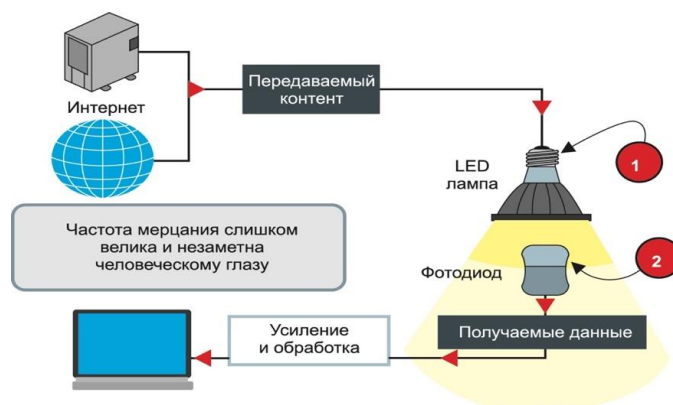 Интернет
Передаваемый
контент
LED
лампа
1
Частота мерцания слишком
велика и незаметна
человеческому глазу
Фотодиод
2
Усиление
и обработка
Получаемые данные